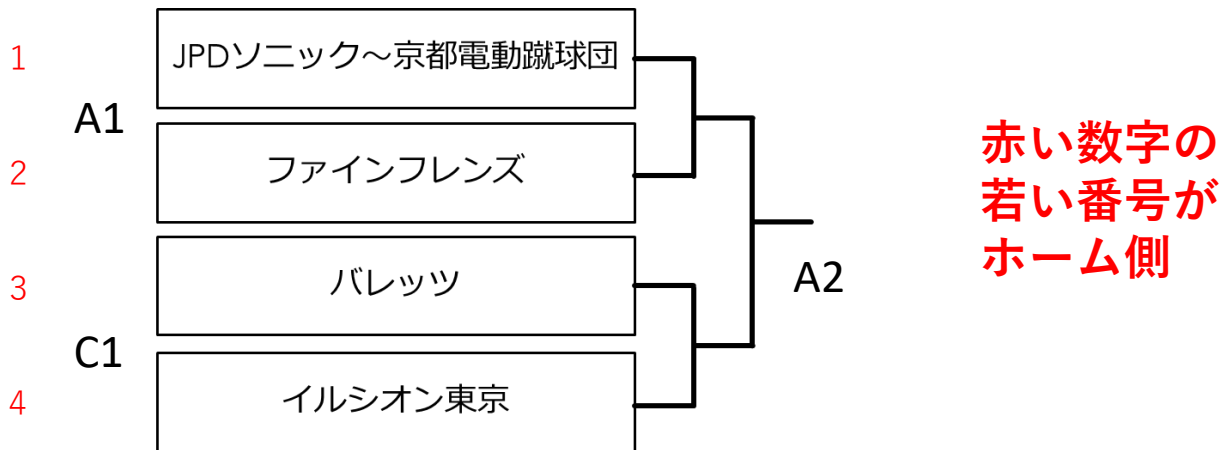 1
JPDソニック～京都電動蹴球団
A1
2
ファインフレンズ
3
バレッツ
C1
4
イルシオン東京
A2
赤い数字の
若い番号が
ホーム側